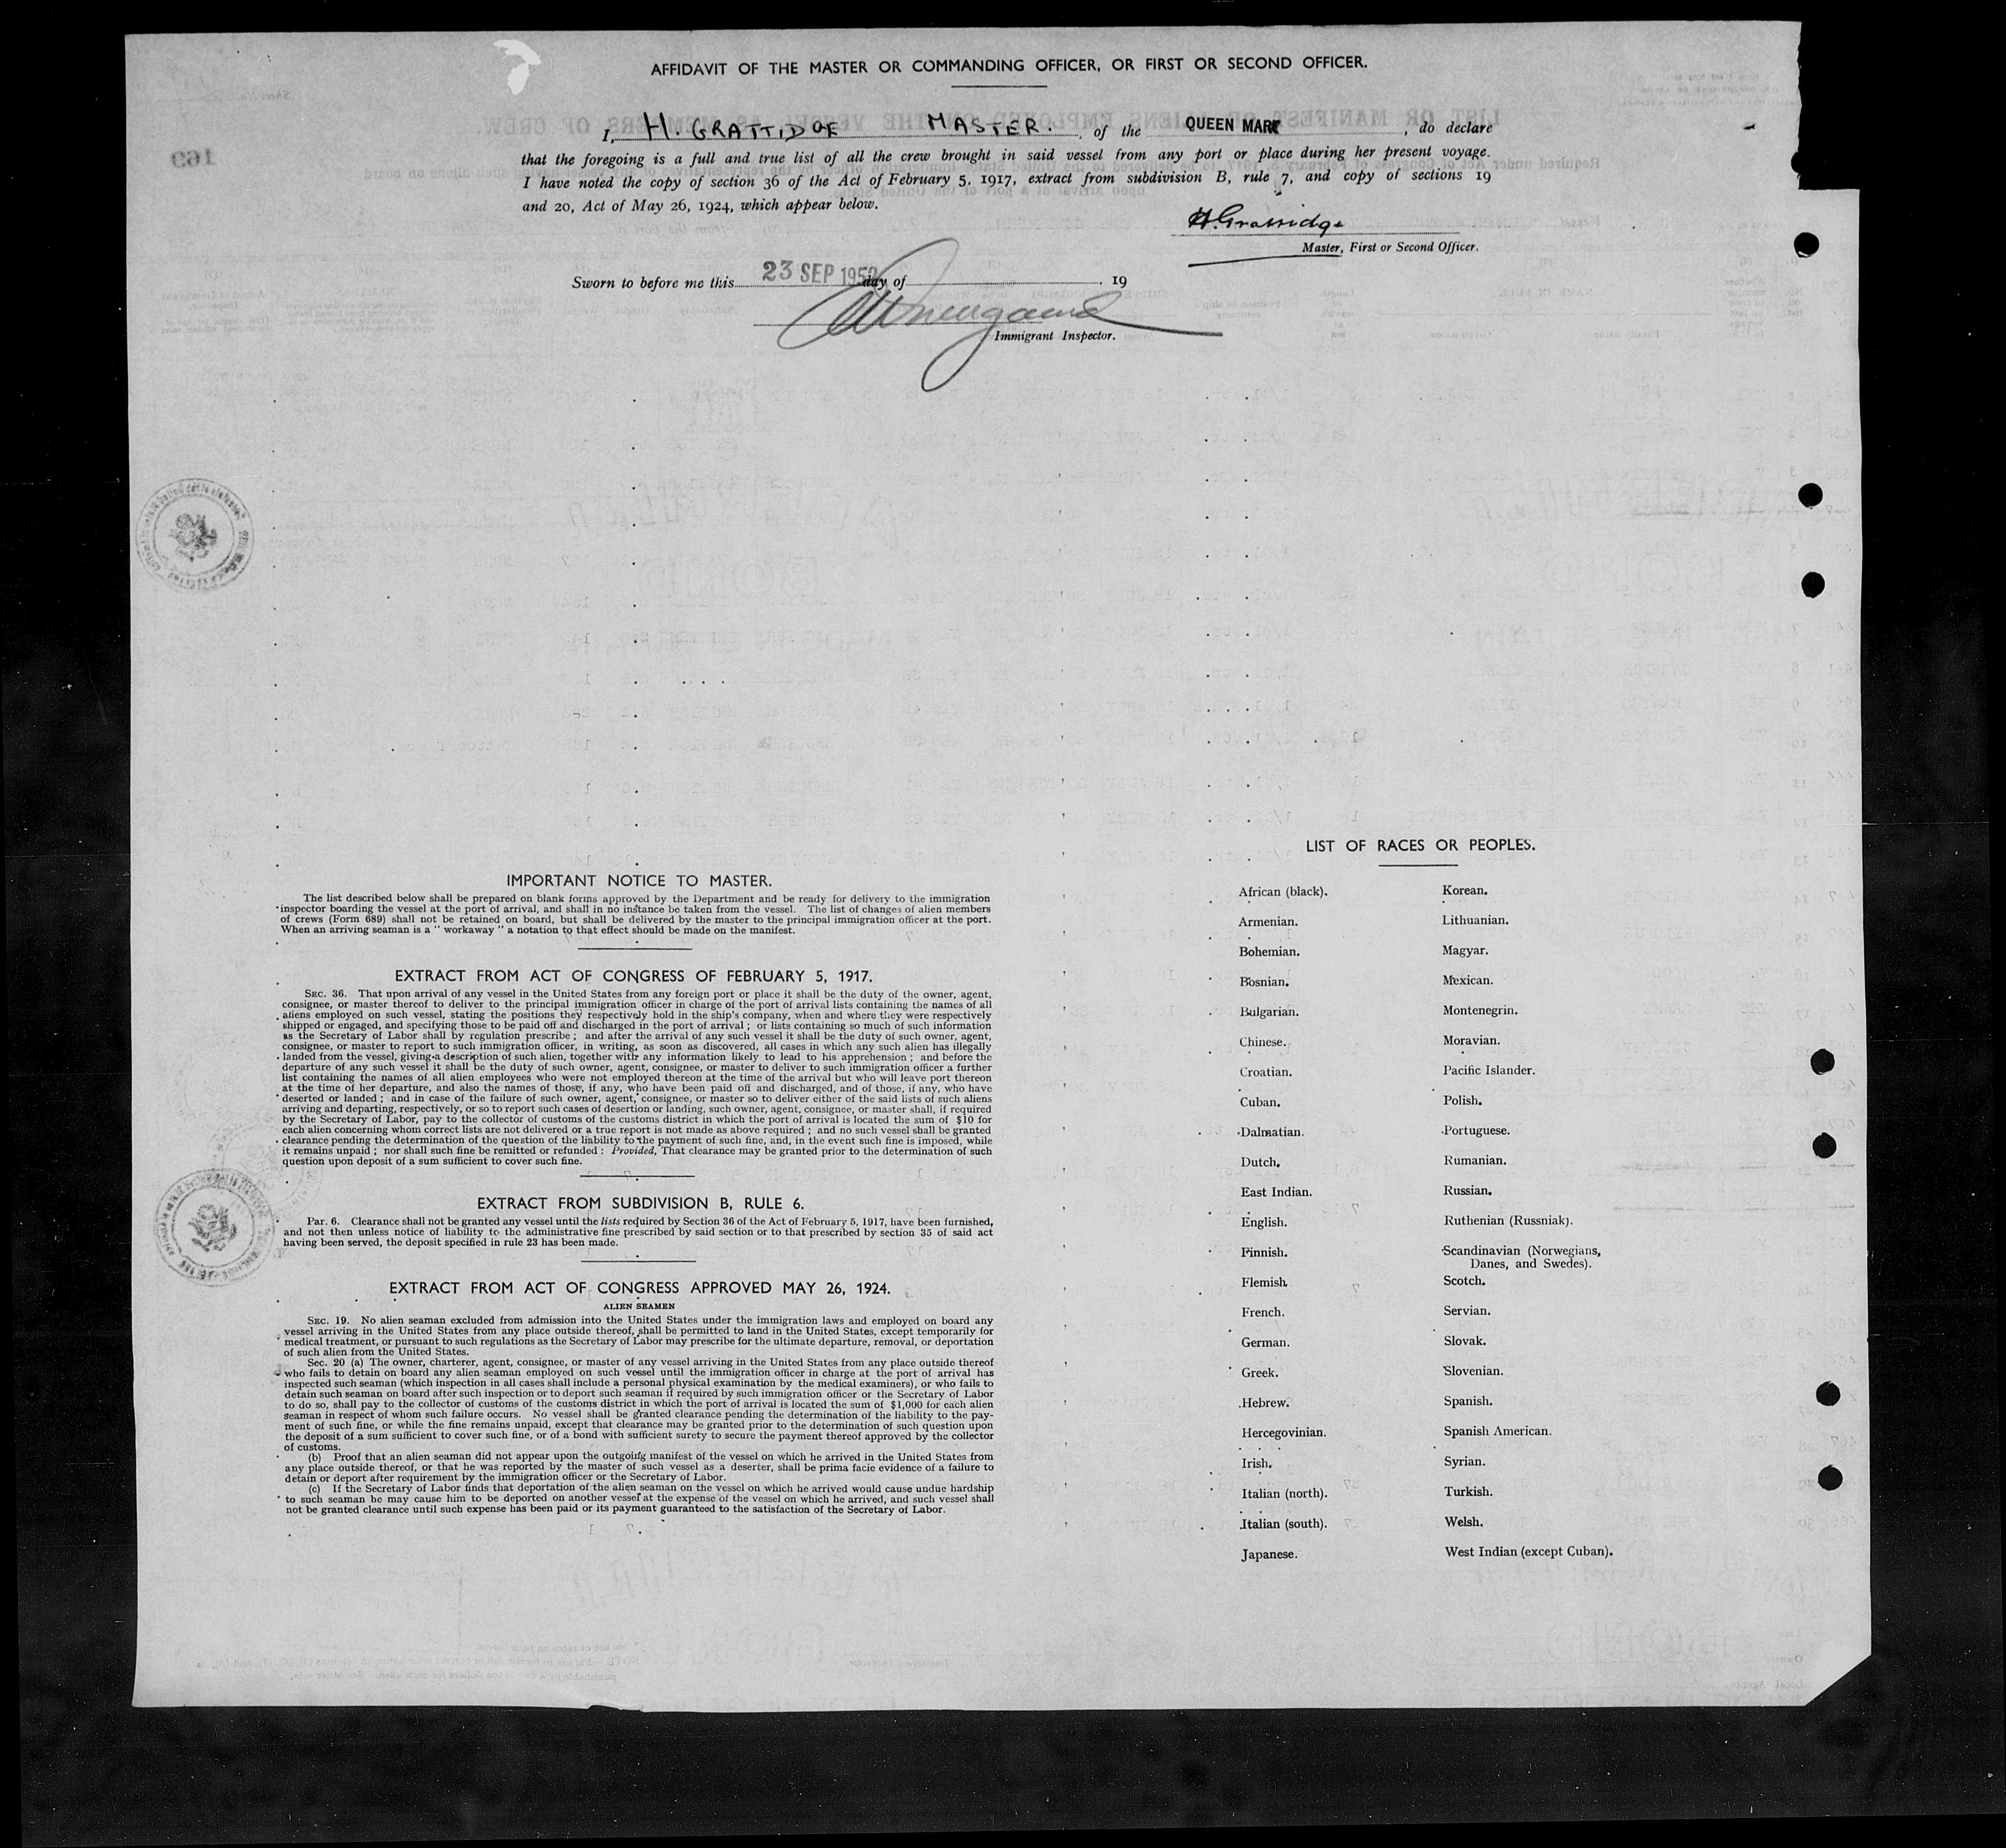 AFFIDAVIT OF THE MASTER OR COMMANDING OFFICER, OR FIRST OR SECOND OFFICER.
I, H. GRATTIDGE MASTER. of the QUEEN MARY, do declare
that the foregoing is a full and true list of all the crew brought in said vessel from any port or place during her present voyage.
I have noted the copy of section 36 of the Act of February 5, 1917, extract from subdivision B, rule 7, and copy of sections 19
and 20, Act of May 26, 1924, which appear below.
H. Grattidge
Master, First or Second Officer.
Sworn to before me this 23 SEP 1952 day of 19
Immigrant Inspector.
169
IMPORTANT NOTICE TO MASTER.
The list described below shall be prepared on blank forms approved by the Department and be ready for delivery to the immigration
inspector boarding the vessel at the port of arrival, and shall in no instance be taken from the vessel. The list of changes of alien members
of crews (Form 689) shall not be retained on board, but shall be delivered by the master to the principal immigration officer at the port.
When an arriving seaman is a " workaway " a notation to that effect should be made on the manifest.
EXTRACT FROM ACT OF CONGRESS OF FEBRUARY 5, 1917.
SEC. 36. That upon arrival of any vessel in the United States from any foreign port or place it shall be the duty of the owner, agent,
consignee, or master thereof to deliver to the principal immigration officer in charge of the port of arrival lists containing the names of all
aliens employed on such vessel, stating the positions they respectively hold in the ship's company, when and where they were respectively
shipped or engaged, and specifying those to be paid off and discharged in the port of arrival ; or lists containing so much of such information
as the Secretary of Labor shall by regulation prescribe ; and after the arrival of any such vessel it shall be the duty of such owner, agent,
consignee, or master to report to such immigration officer, in writing, as soon as discovered, all cases in which any such alien has illegally
landed from the vessel, giving a description of such alien, together with any information likely to lead to his apprehension ; and before the
departure of any such vessel it shall be the duty of such owner, agent, consignee, or master to deliver to such immigration officer a further
list containing the names of all alien employees who were not employed thereon at the time of the arrival but who will leave port thereon
at the time of her departure, and also the names of those, if any, who have been paid off and discharged, and of those, if any, who have
deserted or landed ; and in case of the failure of such owner, agent, consignee, or master so to deliver either of the said lists of such aliens
arriving and departing, respectively, or so to report such cases of desertion or landing, such owner, agent, consignee, or master shall, if required
by the Secretary of Labor, pay to the collector of customs of the customs district in which the port of arrival is located the sum of $10 for
each alien concerning whom correct lists are not delivered or a true report is not made as above required ; and no such vessel shall be granted
clearance pending the determination of the question of the liability to the payment of such fine, and, in the event such fine is imposed, while
it remains unpaid ; nor shall such fine be remitted or refunded : Provided, That clearance may be granted prior to the determination of such
question upon deposit of a sum sufficient to cover such fine.
EXTRACT FROM SUBDIVISION B, RULE 6.
Par. 6. Clearance shall not be granted any vessel until the lists required by Section 36 of the Act of February 5, 1917, have been furnished,
and not then unless notice of liability to the administrative fine prescribed by said section or to that prescribed by section 35 of said act
having been served, the deposit specified in rule 23 has been made.
EXTRACT FROM ACT OF CONGRESS APPROVED MAY 26, 1924.
ALIEN SEAMEN
SEC. 19. No alien seaman excluded from admission into the United States under the immigration laws and employed on board any
vessel arriving in the United States from any place outside thereof, shall be permitted to land in the United States, except temporarily for
medical treatment, or pursuant to such regulations as the Secretary of Labor may prescribe for the ultimate departure, removal, or deportation
of such alien from the United States.
Sec. 20 (a) The owner, charterer, agent, consignee, or master of any vessel arriving in the United States from any place outside thereof
who fails to detain on board any alien seaman employed on such vessel until the immigration officer in charge at the port of arrival has
inspected such seaman (which inspection in all cases shall include a personal physical examination by the medical examiners), or who fails to
detain such seaman on board after such inspection or to deport such seaman if required by such immigration officer or the Secretary of Labor
to do so, shall pay to the collector of customs of the customs district in which the port of arrival is located the sum of $1,000 for each alien
seaman in respect of whom such failure occurs. No vessel shall be granted clearance pending the determination of the liability to the pay-
ment of such fine, or while the fine remains unpaid, except that clearance may be granted prior to the determination of such question upon
the deposit of a sum sufficient to cover such fine, or of a bond with sufficient surety to secure the payment thereof approved by the collector
of customs.
(b) Proof that an alien seaman did not appear upon the outgoing manifest of the vessel on which he arrived in the United States from
any place outside thereof, or that he was reported by the master of such vessel as a deserter, shall be prima facie evidence of a failure to
detain or deport after requirement by the immigration officer or the Secretary of Labor.
(c) If the Secretary of Labor finds that deportation of the alien seaman on the vessel on which he arrived would cause undue hardship
to such seaman he may cause him to be deported on another vessel at the expense of the vessel on which he arrived, and such vessel shall
not be granted clearance until such expense has been paid or its payment guaranteed to the satisfaction of the Secretary of Labor.
LIST OF RACES OR PEOPLES.
African (black).
Armenian.
Bohemian.
Bosnian.
Bulgarian.
Chinese.
Croatian.
Cuban.
Dalmatian.
Dutch.
East Indian.
English.
Finnish.
Flemish
French.
German.
Greek.
Hebrew.
Hercegovinian.
Irish.
Italian (north).
Italian (south).
Japanese.
Korean.
Lithuanian.
Magyar.
Mexican.
Montenegrin.
Moravian.
Pacific Islander.
Polish.
Portuguese.
Rumanian.
Russian.
Ruthenian (Russniak).
Scandinavian (Norwegians,
Danes, and Swedes).
Scotch.
Servian.
Slovak.
Slovenian.
Spanish.
Spanish American.
Syrian.
Turkish.
Welsh.
West Indian (except Cuban).